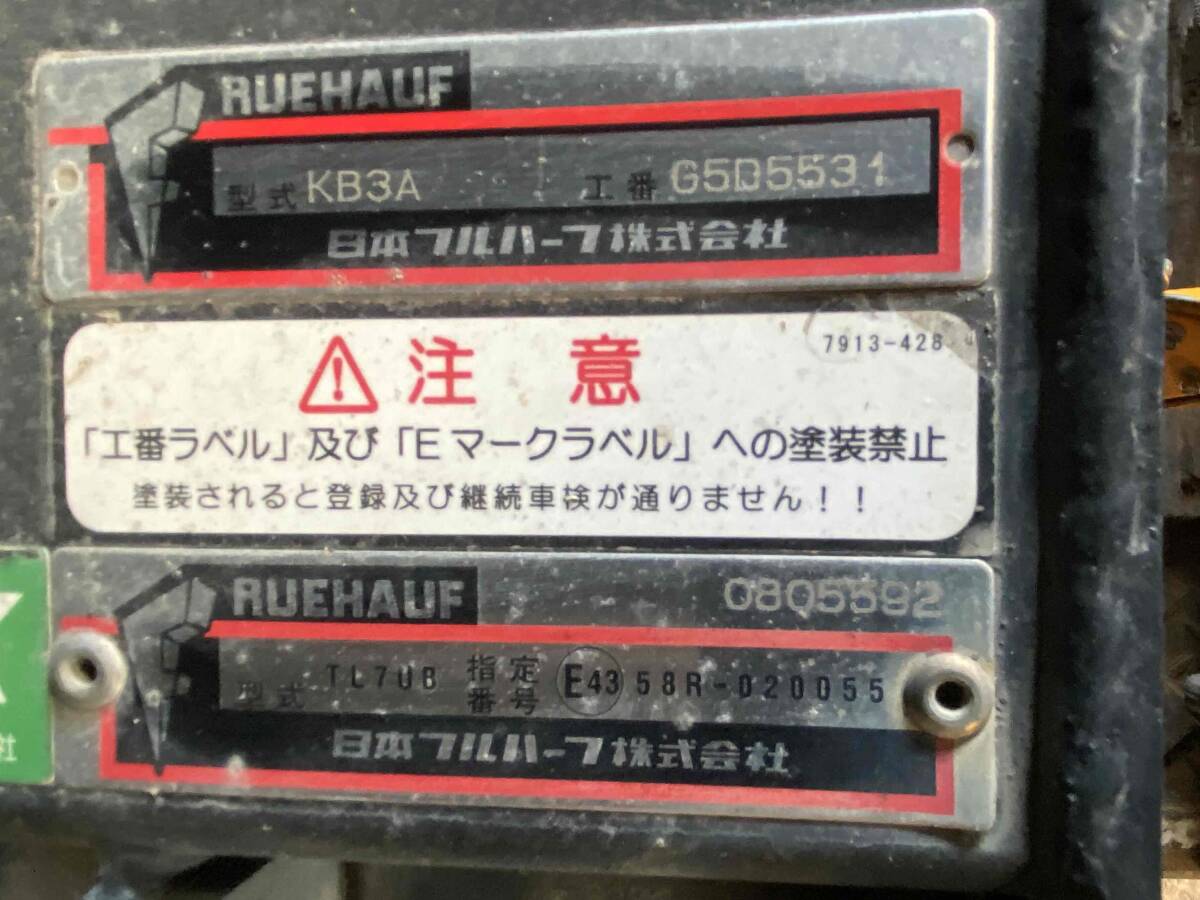 RUEHAUF
型式 KB3A 工番 G5D5531
日本フルハーフ株式会社
7913-428
注意
「工番ラベル」及び「Eマークラベル」への塗装禁止
塗装されると登録及び継続車検が通りません!!
RUEHAUF 0805592
型式 TL7UB 指定番号 E43 58R-020055
日本フルハーフ株式会社
社